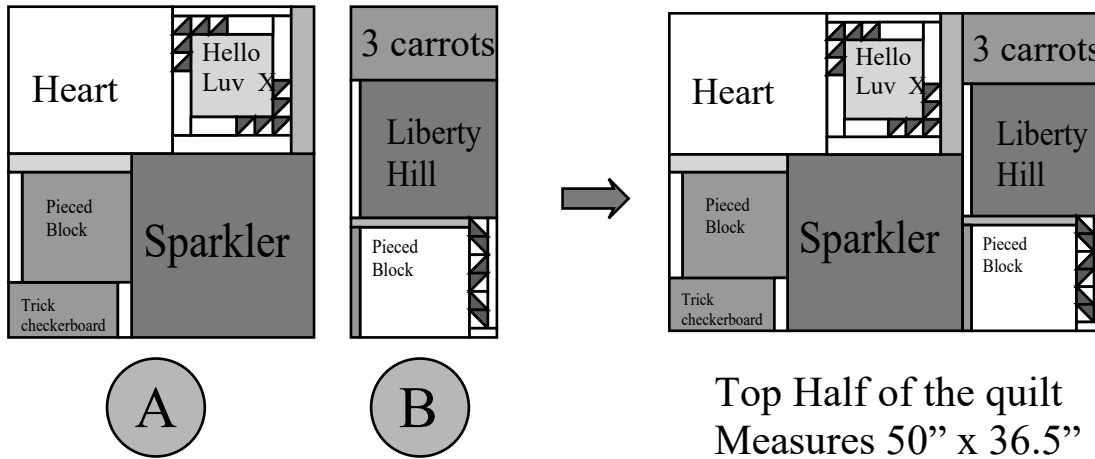 Heart
Hello
Luv X
Pieced
Block
Sparkler
Trick
checkerboard
A
3 carrots
Liberty
Hill
Pieced
Block
B
Heart
Hello
Luv X
3 carrots
Liberty
Hill
Pieced
Block
Sparkler
Pieced
Block
Trick
checkerboard
Top Half of the quilt
Measures 50” x 36.5”